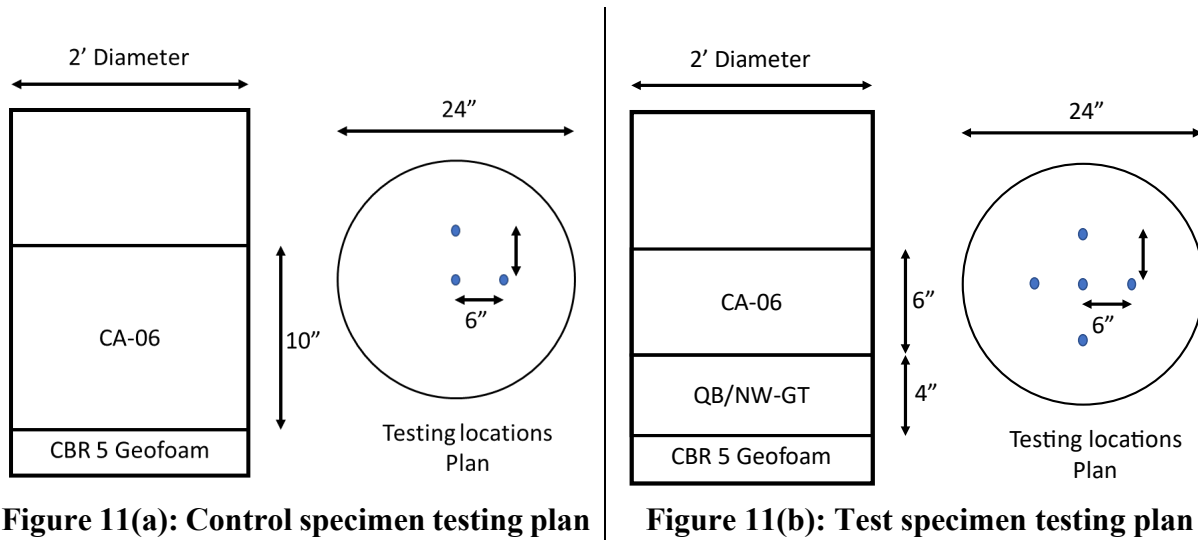 2’ Diameter
24”
CA-06
10”
6”
CBR 5 Geofoam
Testing locations
Plan
Figure 11(a): Control specimen testing plan
2’ Diameter
24”
CA-06
6”
6”
QB/NW-GT
4”
CBR 5 Geofoam
Testing locations
Plan
Figure 11(b): Test specimen testing plan